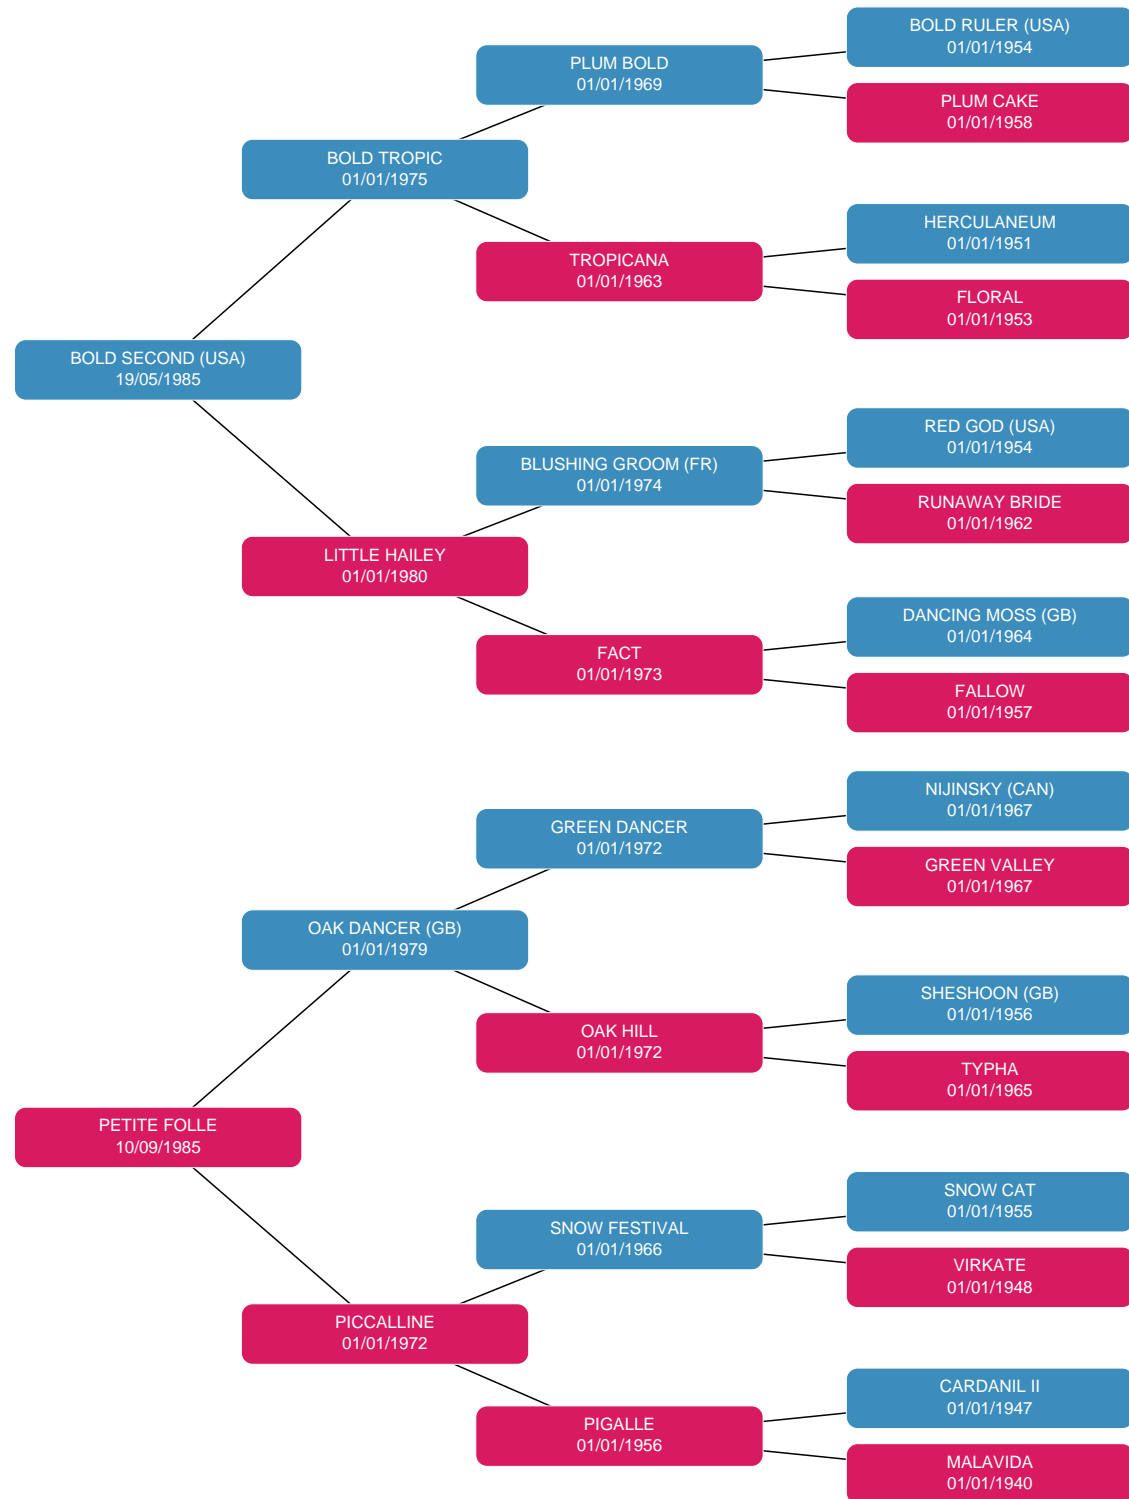 BOLD RULER (USA)
01/01/1954
PLUM BOLD
01/01/1969
PLUM CAKE
01/01/1958
BOLD TROPIC
01/01/1975
HERCULANEUM
01/01/1951
TROPICANA
01/01/1963
FLORAL
01/01/1953
BOLD SECOND (USA)
19/05/1985
RED GOD (USA)
01/01/1954
BLUSHING GROOM (FR)
01/01/1974
RUNAWAY BRIDE
01/01/1962
LITTLE HAILEY
01/01/1980
DANCING MOSS (GB)
01/01/1964
FACT
01/01/1973
FALLOW
01/01/1957
NIJINSKY (CAN)
01/01/1967
GREEN DANCER
01/01/1972
GREEN VALLEY
01/01/1967
OAK DANCER (GB)
01/01/1979
SHESHOON (GB)
01/01/1956
OAK HILL
01/01/1972
TYPHA
01/01/1965
PETITE FOLLE
10/09/1985
SNOW CAT
01/01/1955
SNOW FESTIVAL
01/01/1966
VIRKATE
01/01/1948
PICCALLINE
01/01/1972
CARDANIL II
01/01/1947
PIGALLE
01/01/1956
MALAVIDA
01/01/1940